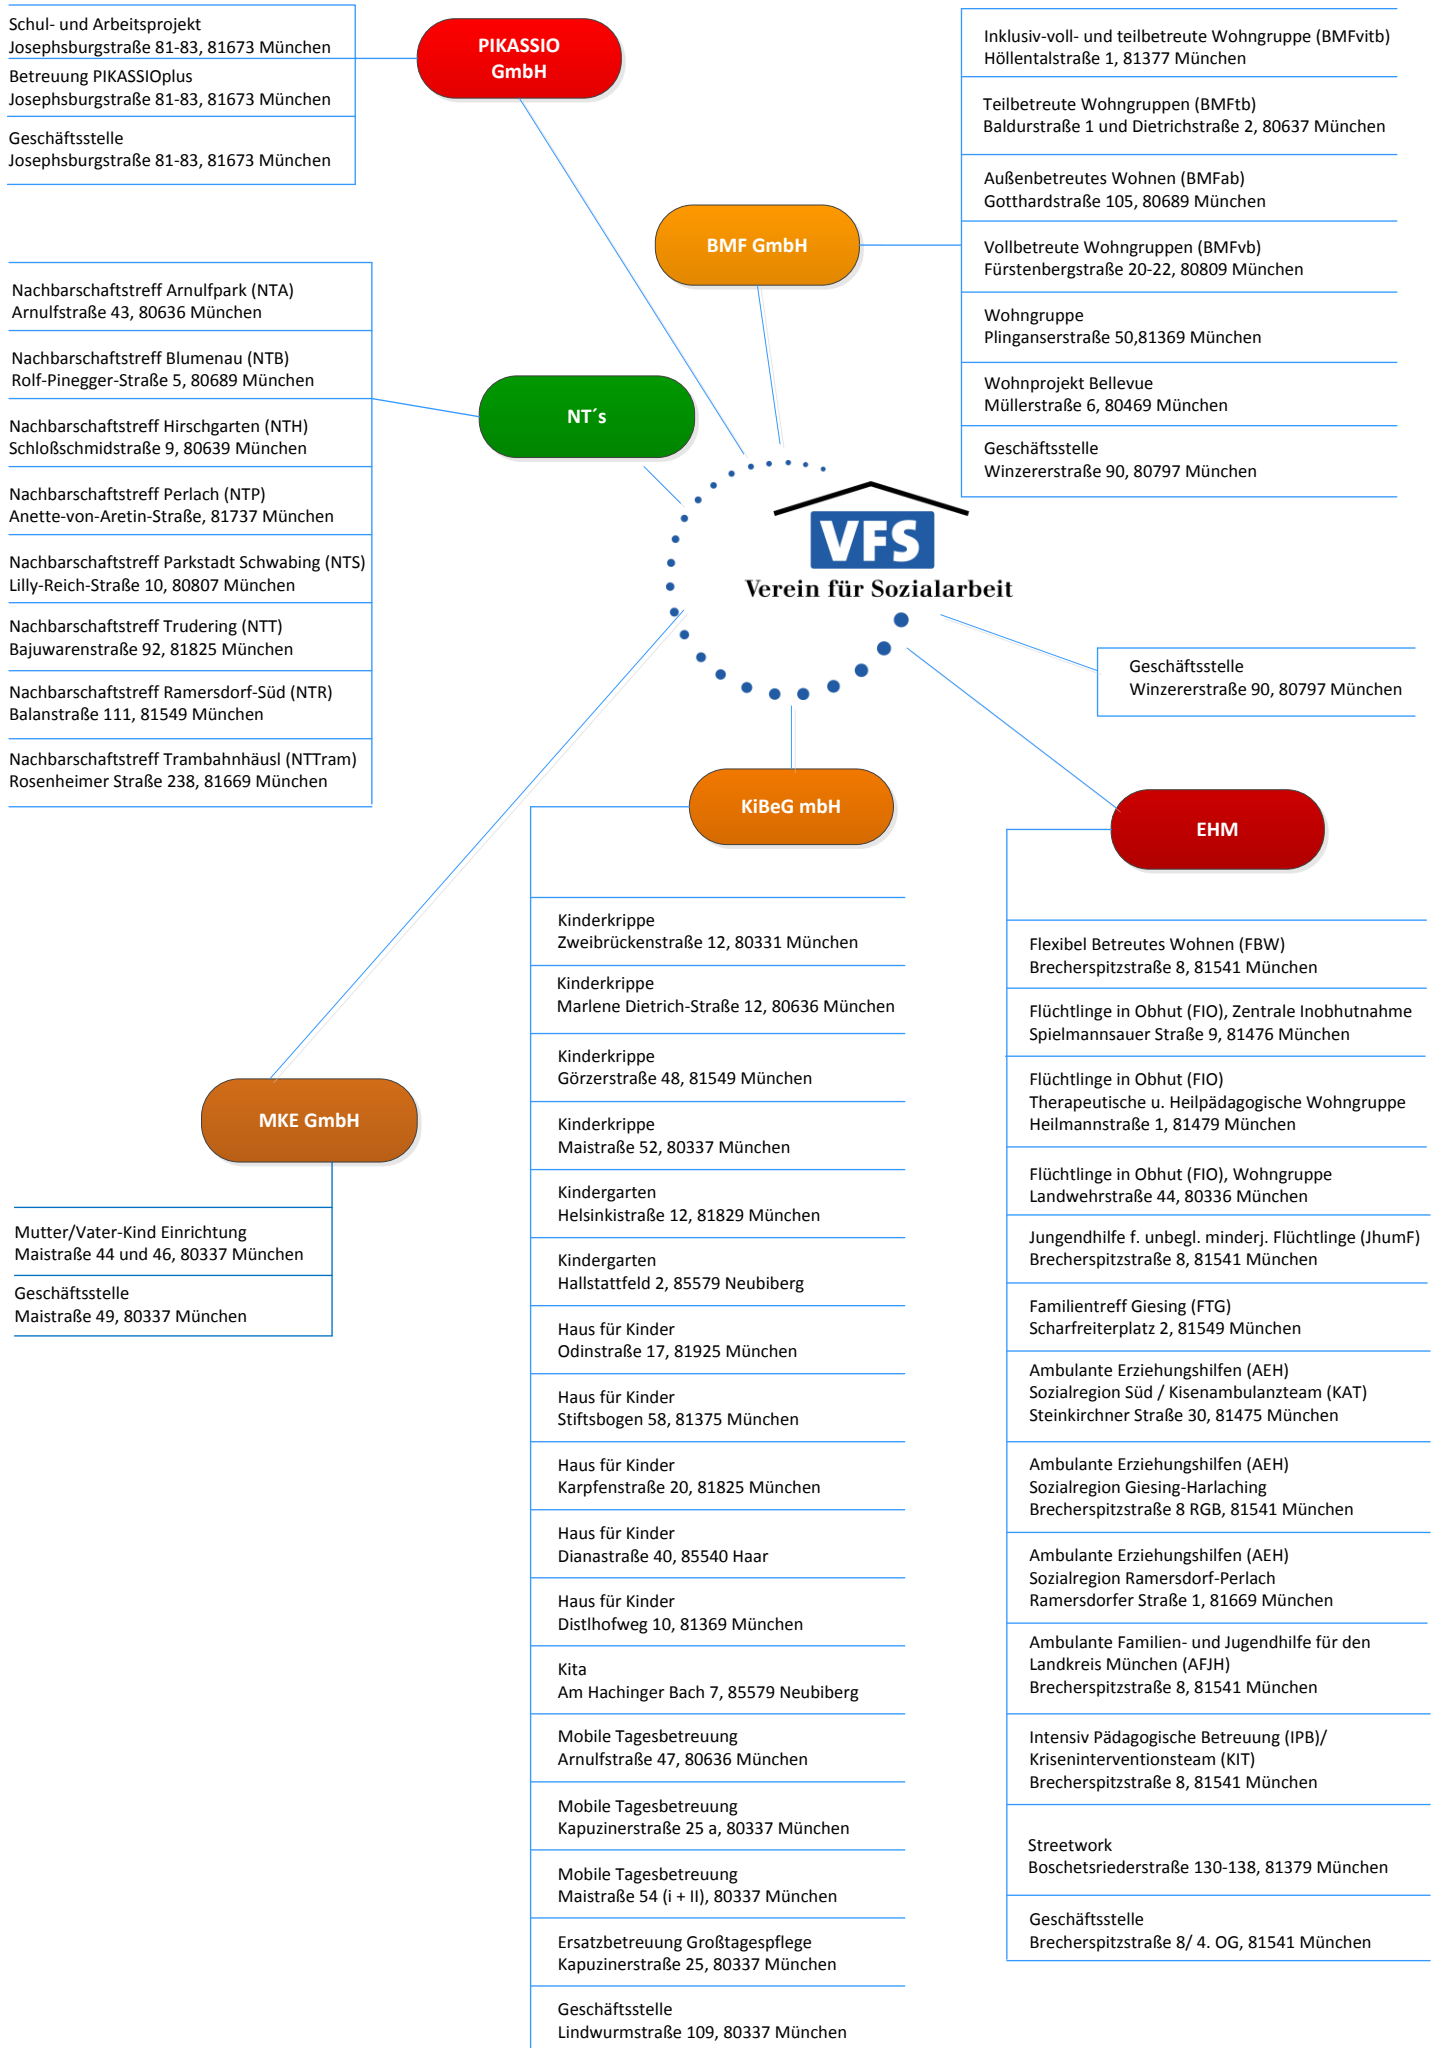 Schul- und Arbeitsprojekt
Josephsburgstraße 81-83, 81673 München
Betreuung PIKASSIOplus
Josephsburgstraße 81-83, 81673 München
Geschäftsstelle
Josephsburgstraße 81-83, 81673 München
PIKASSIO
GmbH
BMF GmbH
Inklusiv-voll- und teilbetreute Wohngruppe (BMFvitb)
Höllentalstraße 1, 81377 München
Teilbetreute Wohngruppen (BMFtb)
Baldurstraße 1 und Dietrichstraße 2, 80637 München
Außenbetreutes Wohnen (BMFab)
Gotthardstraße 105, 80689 München
Vollbetreute Wohngruppen (BMFvb)
Fürstenbergstraße 20-22, 80809 München
Wohngruppe
Plinganserstraße 50,81369 München
Wohnprojekt Bellevue
Müllerstraße 6, 80469 München
Geschäftsstelle
Winzererstraße 90, 80797 München
Nachbarschaftstreff Arnulfpark (NTA)
Arnulfstraße 43, 80636 München
Nachbarschaftstreff Blumenau (NTB)
Rolf-Pinegger-Straße 5, 80689 München
Nachbarschaftstreff Hirschgarten (NTH)
Schloßschmidstraße 9, 80639 München
Nachbarschaftstreff Perlach (NTP)
Anette-von-Aretin-Straße, 81737 München
Nachbarschaftstreff Parkstadt Schwabing (NTS)
Lilly-Reich-Straße 10, 80807 München
Nachbarschaftstreff Trudering (NTT)
Bajuwarenstraße 92, 81825 München
Nachbarschaftstreff Ramersdorf-Süd (NTR)
Balanstraße 111, 81549 München
Nachbarschaftstreff Trambahnhäusl (NTTram)
Rosenheimer Straße 238, 81669 München
NT´s
VFS
Verein für Sozialarbeit
Geschäftsstelle
Winzererstraße 90, 80797 München
MKE GmbH
Mutter/Vater-Kind Einrichtung
Maistraße 44 und 46, 80337 München
Geschäftsstelle
Maistraße 49, 80337 München
KiBeG mbH
Kinderkrippe
Zweibrückenstraße 12, 80331 München
Kinderkrippe
Marlene Dietrich-Straße 12, 80636 München
Kinderkrippe
Görzerstraße 48, 81549 München
Kinderkrippe
Maistraße 52, 80337 München
Kindergarten
Helsinkistraße 12, 81829 München
Kindergarten
Hallstattfeld 2, 85579 Neubiberg
Haus für Kinder
Odinstraße 17, 81925 München
Haus für Kinder
Stiftsbogen 58, 81375 München
Haus für Kinder
Karpfenstraße 20, 81825 München
Haus für Kinder
Dianastraße 40, 85540 Haar
Haus für Kinder
Distlhofweg 10, 81369 München
Kita
Am Hachinger Bach 7, 85579 Neubiberg
Mobile Tagesbetreuung
Arnulfstraße 47, 80636 München
Mobile Tagesbetreuung
Kapuzinerstraße 25 a, 80337 München
Mobile Tagesbetreuung
Maistraße 54 (i + II), 80337 München
Ersatzbetreuung Großtagespflege
Kapuzinerstraße 25, 80337 München
Geschäftsstelle
Lindwurmstraße 109, 80337 München
EHM
Flexibel Betreutes Wohnen (FBW)
Brecherspitzstraße 8, 81541 München
Flüchtlinge in Obhut (FIO), Zentrale Inobhutnahme
Spielmannsauer Straße 9, 81476 München
Flüchtlinge in Obhut (FIO)
Therapeutische u. Heilpädagogische Wohngruppe
Heilmannstraße 1, 81479 München
Flüchtlinge in Obhut (FIO), Wohngruppe
Landwehrstraße 44, 80336 München
Jungendhilfe f. unbegl. minderj. Flüchtlinge (JhumF)
Brecherspitzstraße 8, 81541 München
Familientreff Giesing (FTG)
Scharfreiterplatz 2, 81549 München
Ambulante Erziehungshilfen (AEH)
Sozialregion Süd / Kisenambulanzteam (KAT)
Steinkirchner Straße 30, 81475 München
Ambulante Erziehungshilfen (AEH)
Sozialregion Giesing-Harlaching
Brecherspitzstraße 8 RGB, 81541 München
Ambulante Erziehungshilfen (AEH)
Sozialregion Ramersdorf-Perlach
Ramersdorfer Straße 1, 81669 München
Ambulante Familien- und Jugendhilfe für den
Landkreis München (AFJH)
Brecherspitzstraße 8, 81541 München
Intensiv Pädagogische Betreuung (IPB)/
Kriseninterventionsteam (KIT)
Brecherspitzstraße 8, 81541 München
Streetwork
Boschetsriederstraße 130-138, 81379 München
Geschäftsstelle
Brecherspitzstraße 8/ 4. OG, 81541 München